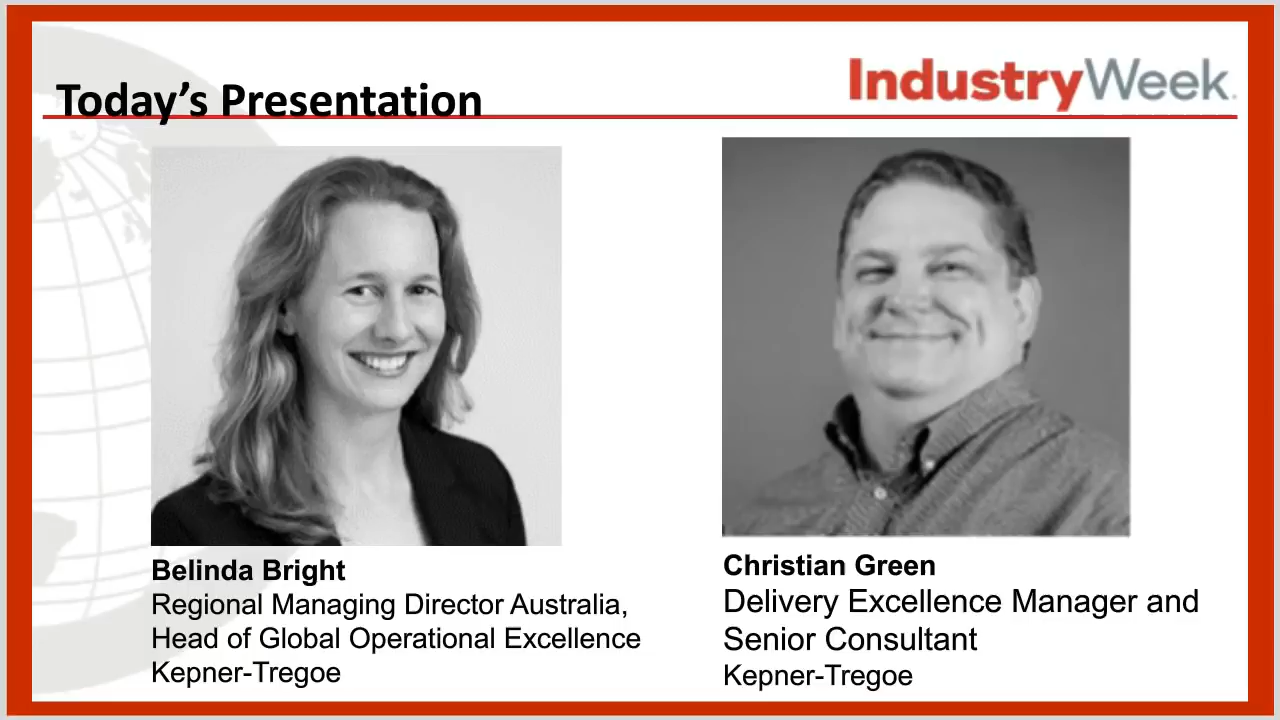 Today’s Presentation
IndustryWeek.
Belinda Bright
Regional Managing Director Australia,
Head of Global Operational Excellence
Kepner-Tregoe
Christian Green
Delivery Excellence Manager and
Senior Consultant
Kepner-Tregoe